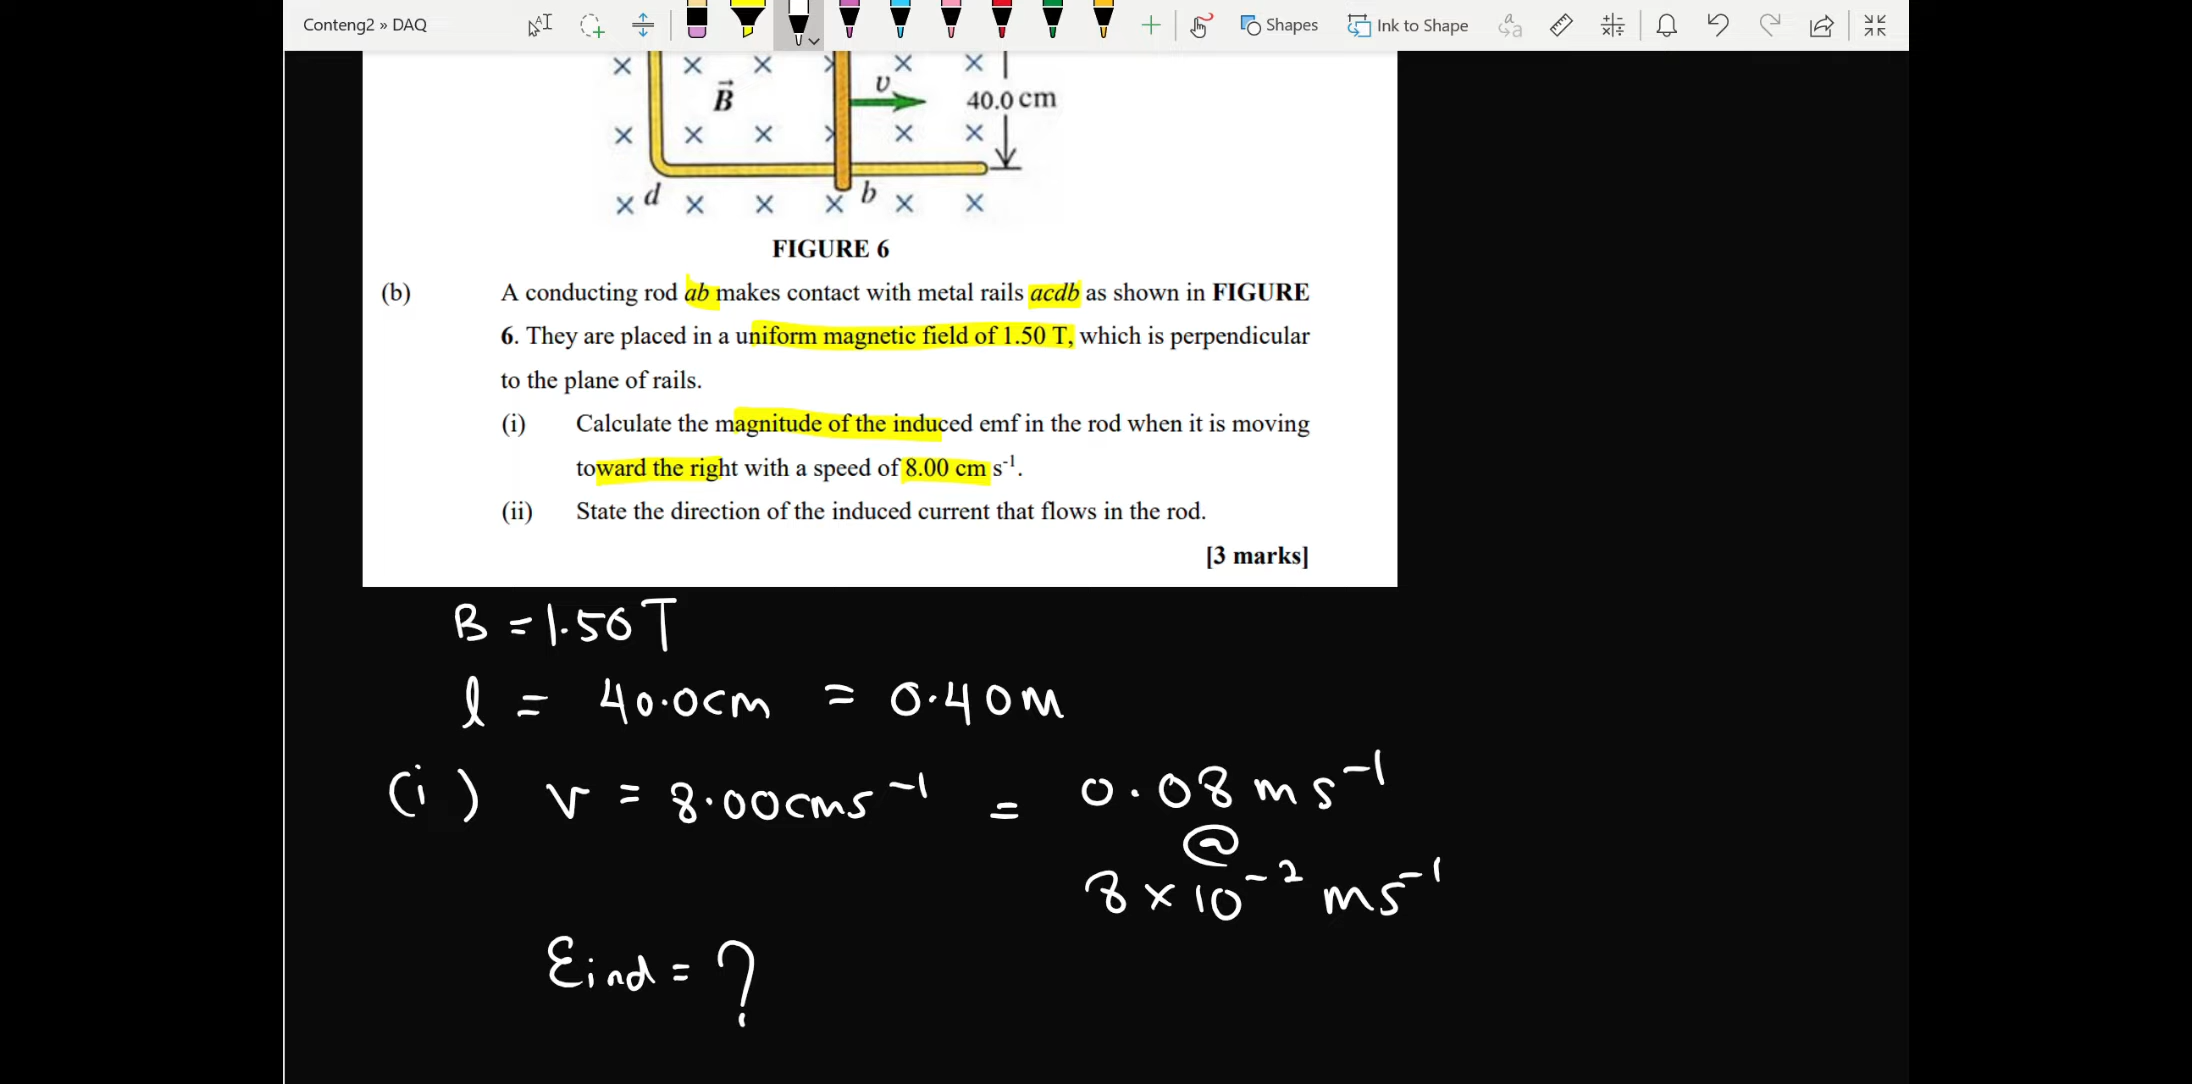 Conteng2 » DAQ
Shapes
Ink to Shape
B
v
40.0 cm
d
b
FIGURE 6
(b) A conducting rod ab makes contact with metal rails acdb as shown in FIGURE
6. They are placed in a uniform magnetic field of 1.50 T, which is perpendicular
to the plane of rails.
(i) Calculate the magnitude of the induced emf in the rod when it is moving
toward the right with a speed of 8.00 cm s⁻¹.
(ii) State the direction of the induced current that flows in the rod.
[3 marks]
B = 1.50 T
l = 40.0cm = 0.40m
(i) v = 8.00cms⁻¹ = 0.08 ms⁻¹
@
8 × 10⁻² ms⁻¹
Ɛind = ?